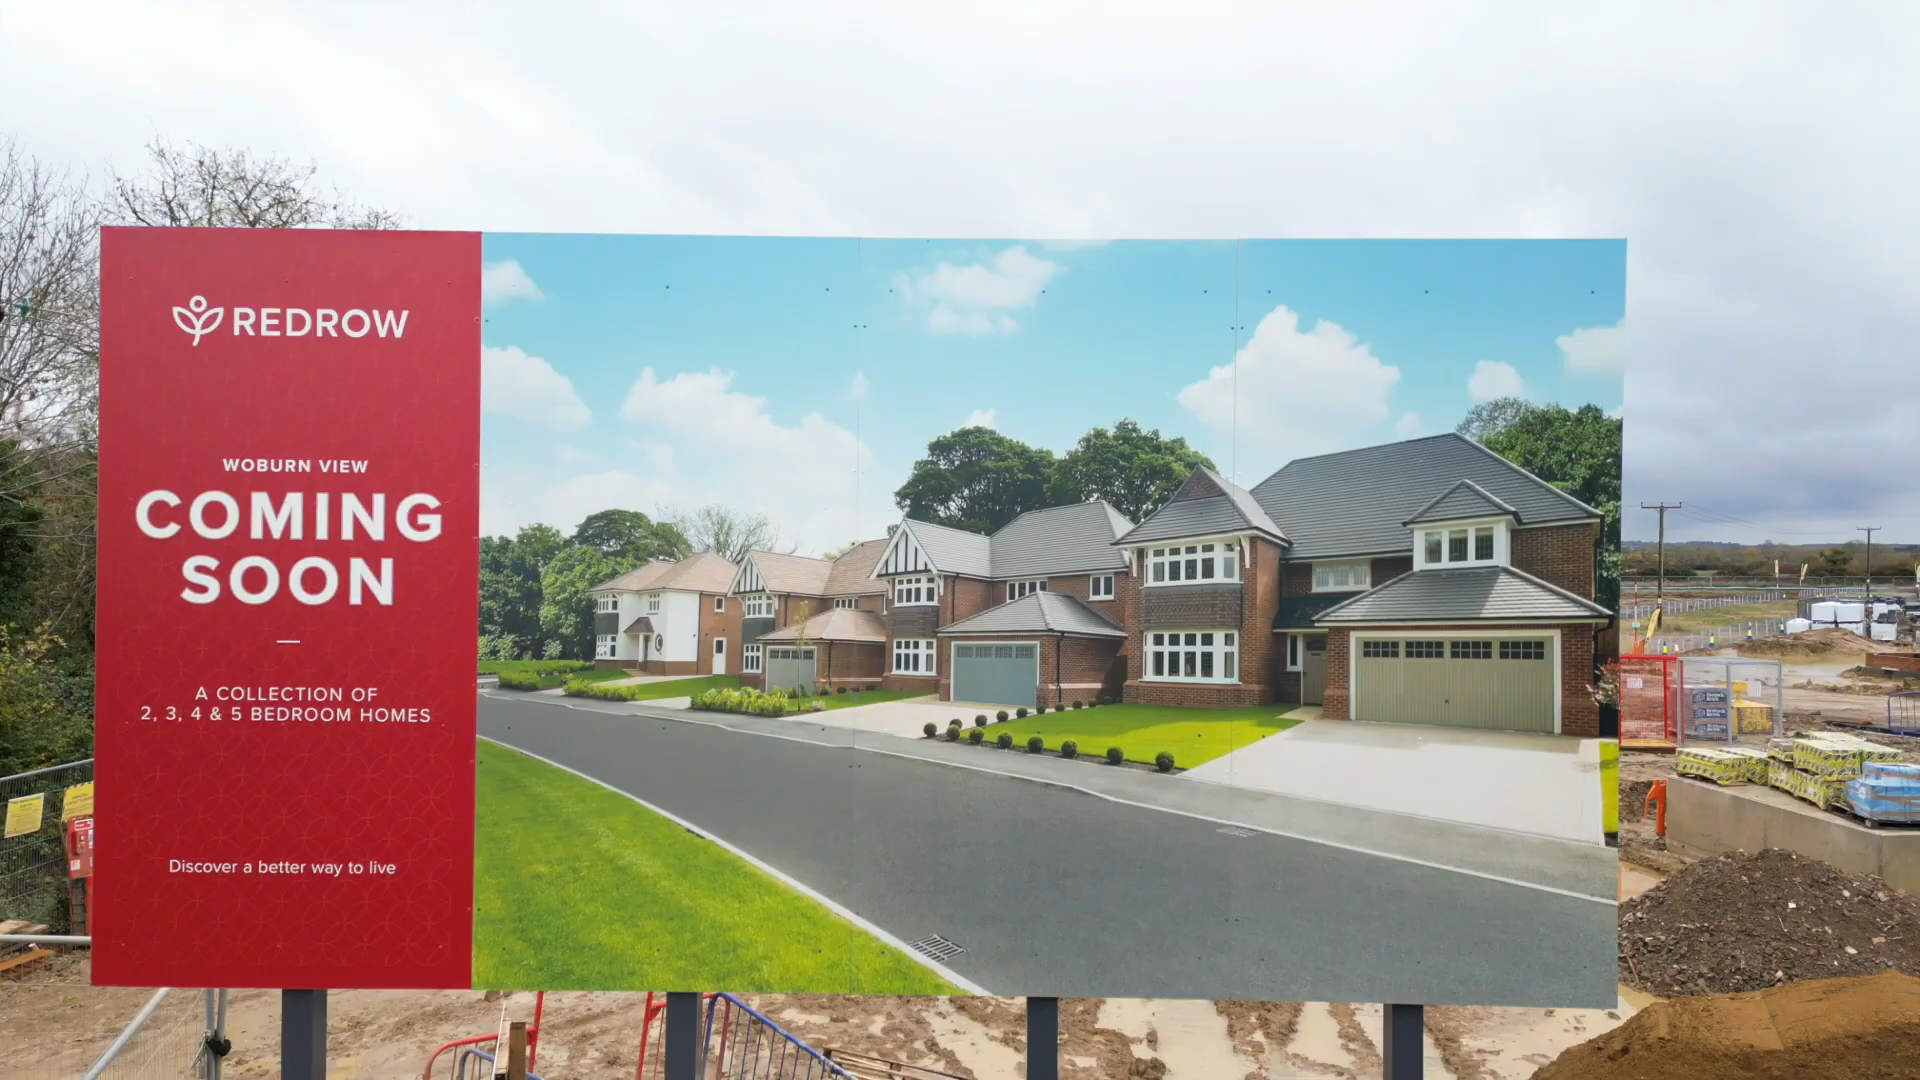 REDROW
WOBURN VIEW
COMING
SOON
A COLLECTION OF
2, 3, 4 & 5 BEDROOM HOMES
Discover a better way to live